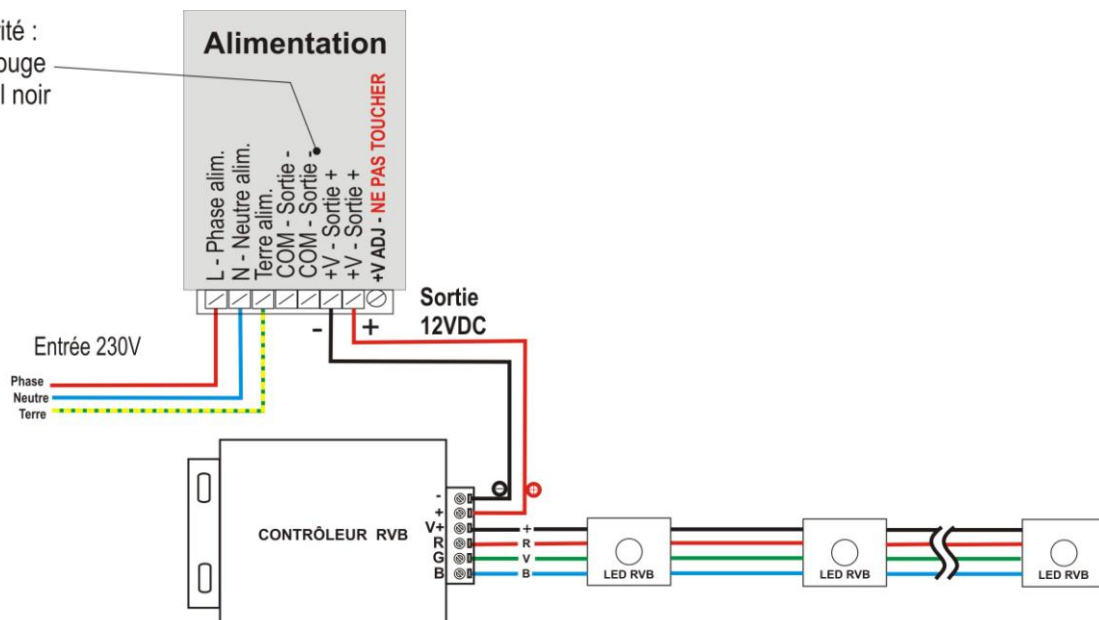 ité :
ouge
l noir
Alimentation
L - Phase alim.
N - Neutre alim.
Terre alim.
COM - Sortie -
COM - Sortie -
+V - Sortie +
+V - Sortie +
+V ADJ - NE PAS TOUCHER
- +
Sortie
12VDC
Entrée 230V
Phase
Neutre
Terre
CONTRÔLEUR RVB
-
+
V+
R
G
B
+
R
V
B
LED RVB
LED RVB
LED RVB